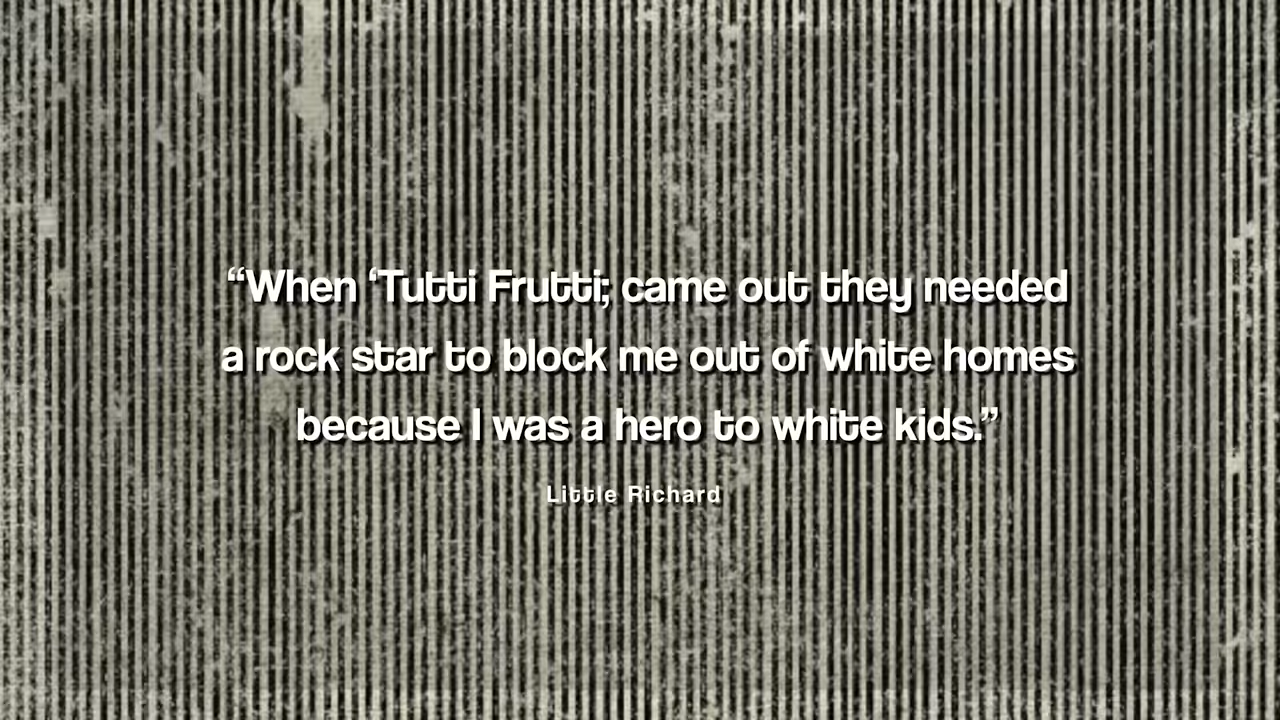 “When ‘Tutti Frutti; came out they needed
a rock star to block me out of white homes
because I was a hero to white kids.”
Little Richard